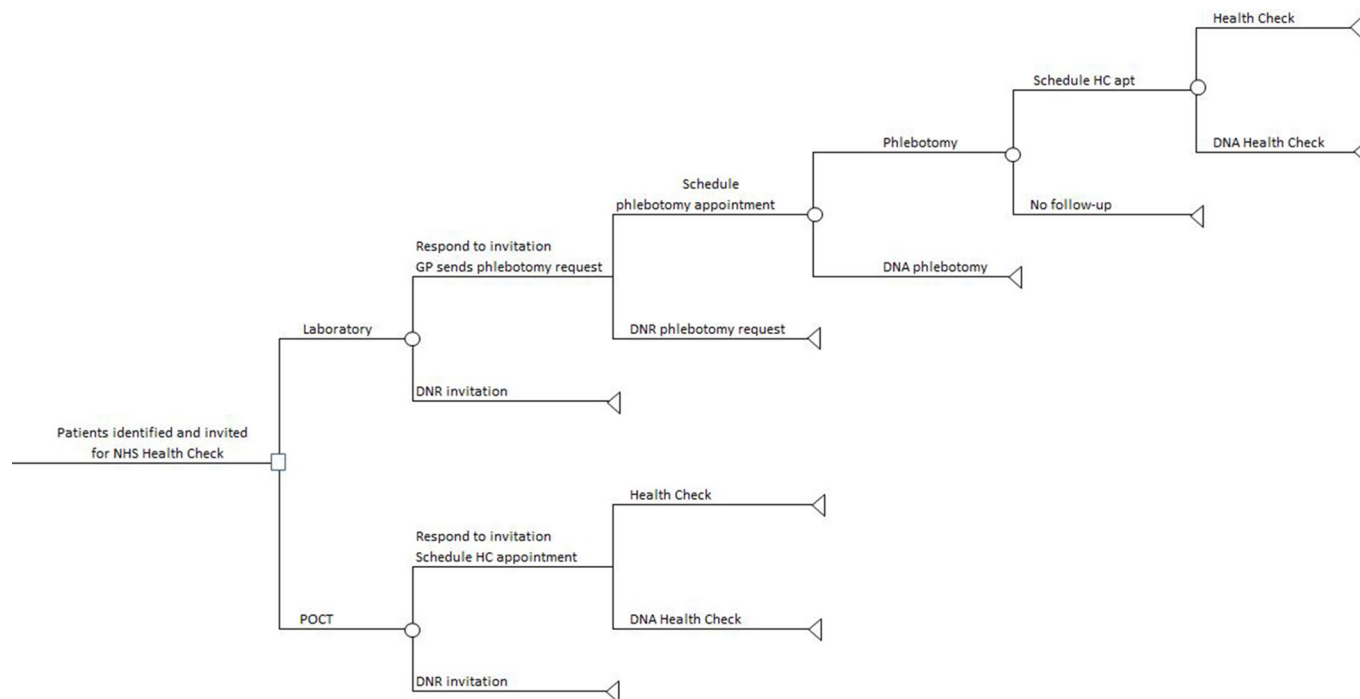 Health Check
Schedule HC apt
Phlebotomy
DNA Health Check
Schedule
phlebotomy appointment
No follow-up
Respond to invitation
GP sends phlebotomy request
DNA phlebotomy
Laboratory
DNR phlebotomy request
DNR invitation
Patients identified and invited
for NHS Health Check
Health Check
Respond to invitation
Schedule HC appointment
POCT
DNA Health Check
DNR invitation